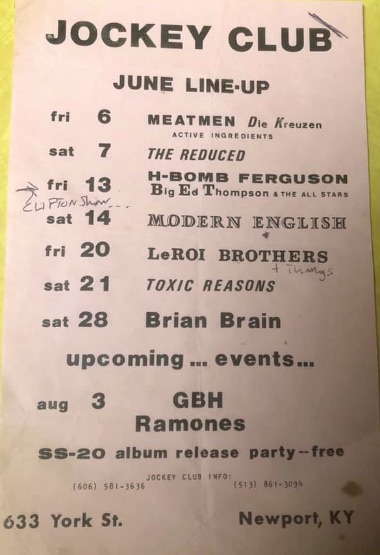 JOCKEY CLUB
JUNE LINE-UP
fri 6 MEATMEN Die Kreuzen
ACTIVE INGREDIENTS
sat 7 THE REDUCED
fri 13 H-BOMB FERGUSON
Big Ed Thompson & THE ALL STARS
sat 14 MODERN ENGLISH
fri 20 LeROI BROTHERS
+ Thangs
sat 21 TOXIC REASONS
sat 28 Brian Brain
upcoming ... events...
aug 3 GBH
Ramones
SS-20 album release party--free
JOCKEY CLUB INFO:
(606) 581-3636 (513) 861-3094
633 York St. Newport, KY